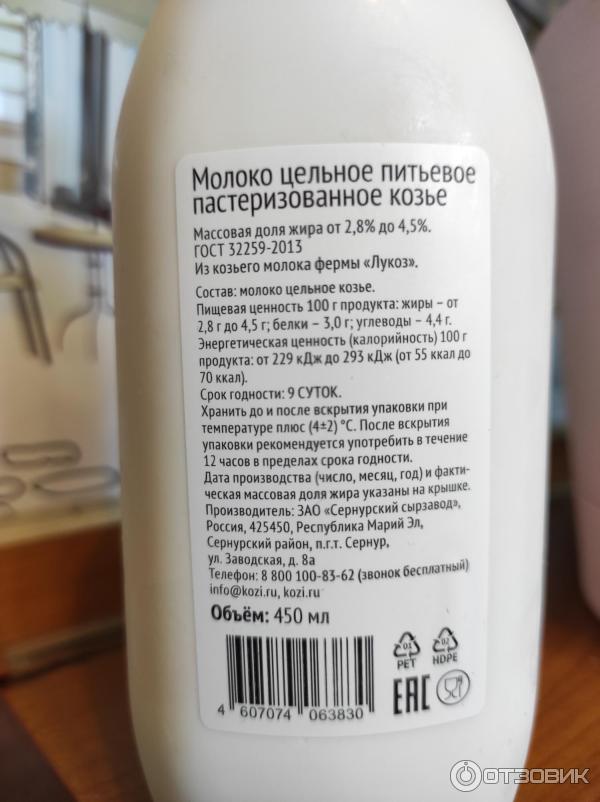 Молоко цельное питьевое
пастеризованное козье
Массовая доля жира от 2,8% до 4,5%.
ГОСТ 32259-2013
Из козьего молока фермы «Лукоз».
Состав: молоко цельное козье.
Пищевая ценность 100 г продукта: жиры – от
2,8 г до 4,5 г; белки – 3,0 г; углеводы – 4,4 г.
Энергетическая ценность (калорийность) 100 г
продукта: от 229 кДж до 293 кДж (от 55 ккал до
70 ккал).
Срок годности: 9 СУТОК.
Хранить до и после вскрытия упаковки при
температуре плюс (4±2) °С. После вскрытия
упаковки рекомендуется употребить в течение
12 часов в пределах срока годности.
Дата производства (число, месяц, год) и факти-
ческая массовая доля жира указаны на крышке.
Производитель: ЗАО «Сернурский сырзавод»,
Россия, 425450, Республика Марий Эл,
Сернурский район, п.г.т. Сернур,
ул. Заводская, д. 8а
Телефон: 8 800 100-83-62 (звонок бесплатный)
info@kozi.ru, kozi.ru
Объём: 450 мл
01 02
PET HDPE
EAC
4 607074 063830
ОТЗОВИК